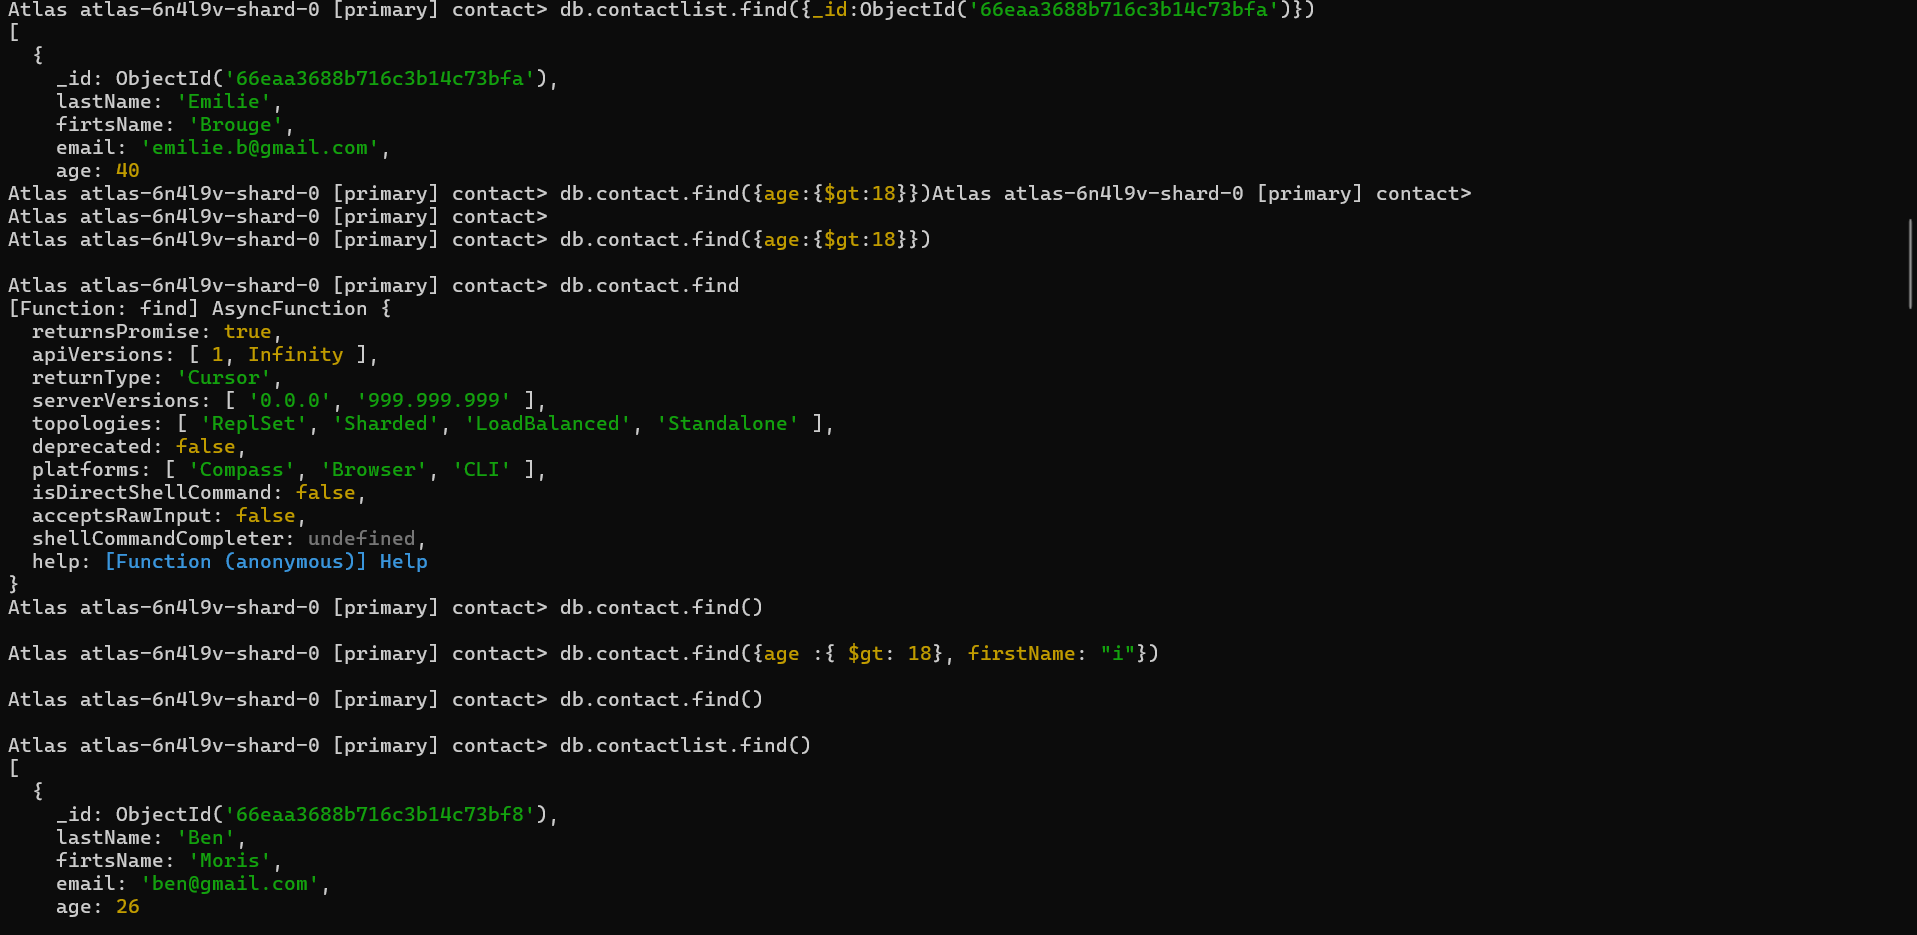 Atlas atlas-6n4l9v-shard-0 [primary] contact> db.contactlist.find({_id:ObjectId('66eaa3688b716c3b14c73bfa')})
[
  {
    _id: ObjectId('66eaa3688b716c3b14c73bfa'),
    lastName: 'Emilie',
    firtsName: 'Brouge',
    email: 'emilie.b@gmail.com',
    age: 40
Atlas atlas-6n4l9v-shard-0 [primary] contact> db.contact.find({age:{$gt:18}})Atlas atlas-6n4l9v-shard-0 [primary] contact>
Atlas atlas-6n4l9v-shard-0 [primary] contact>
Atlas atlas-6n4l9v-shard-0 [primary] contact> db.contact.find({age:{$gt:18}})

Atlas atlas-6n4l9v-shard-0 [primary] contact> db.contact.find
[Function: find] AsyncFunction {
  returnsPromise: true,
  apiVersions: [ 1, Infinity ],
  returnType: 'Cursor',
  serverVersions: [ '0.0.0', '999.999.999' ],
  topologies: [ 'ReplSet', 'Sharded', 'LoadBalanced', 'Standalone' ],
  deprecated: false,
  platforms: [ 'Compass', 'Browser', 'CLI' ],
  isDirectShellCommand: false,
  acceptsRawInput: false,
  shellCommandCompleter: undefined,
  help: [Function (anonymous)] Help
}
Atlas atlas-6n4l9v-shard-0 [primary] contact> db.contact.find()

Atlas atlas-6n4l9v-shard-0 [primary] contact> db.contact.find({age :{ $gt: 18}, firstName: "i"})

Atlas atlas-6n4l9v-shard-0 [primary] contact> db.contact.find()

Atlas atlas-6n4l9v-shard-0 [primary] contact> db.contactlist.find()
[
  {
    _id: ObjectId('66eaa3688b716c3b14c73bf8'),
    lastName: 'Ben',
    firtsName: 'Moris',
    email: 'ben@gmail.com',
    age: 26